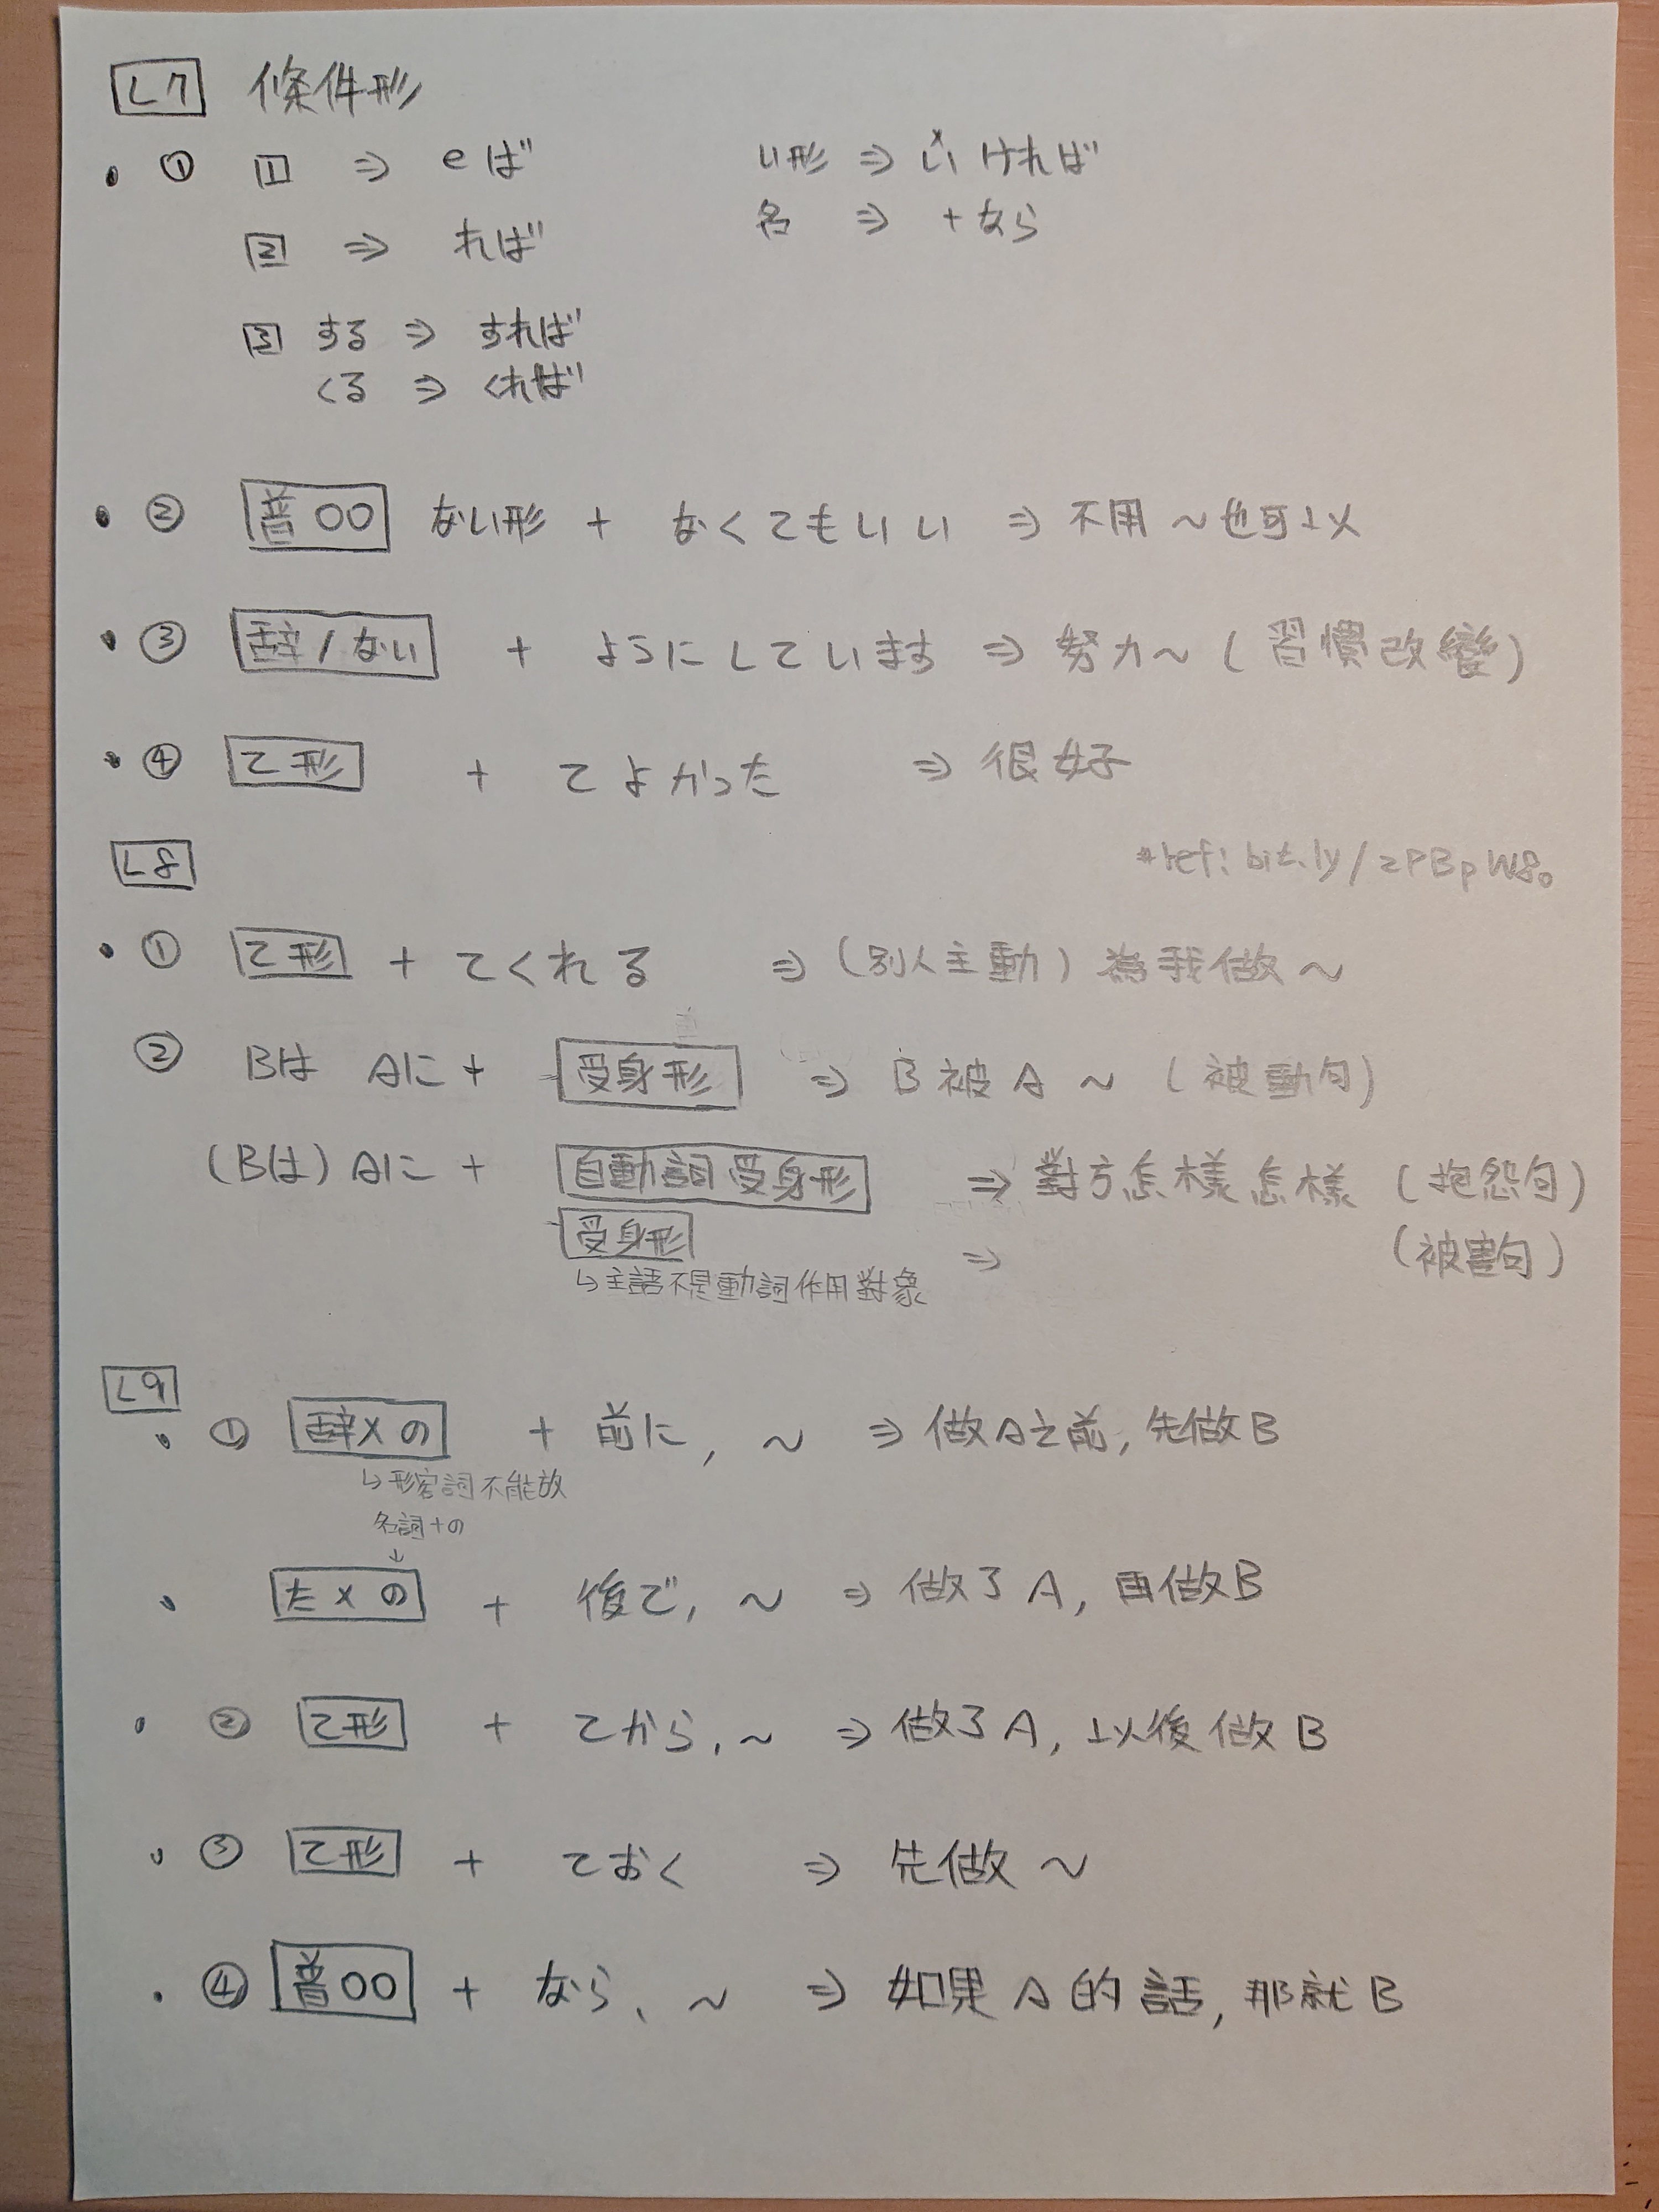 L7 條件形
• ① 1 ⇒ eば い形 ⇒ いければ
2 ⇒ れば 名 ⇒ +なら
3 する ⇒ すれば
くる ⇒ くれば
• ② 普○○ ない形 + なくてもいい ⇒ 不用~也可以
• ③ 辞/ない + ようにしています ⇒ 努力~(習慣改變)
• ④ て形 + てよかった ⇒ 很好
L8
*ref: bit.ly/2PBpW8o
• ① て形 + てくれる ⇒ (別人主動)為我做~
② Bは Aに + 受身形 ⇒ B被A~(被動句)
(Bは)Aに + 自動詞受身形 ⇒ 對方怎樣怎樣(抱怨句)
受身形 ⇒ (被害句)
↳主語不是動詞作用對象
L9
• ① 辞×の + 前に, ~ ⇒ 做A之前, 先做B
↳形容詞不能放
名詞+の
↓
• た×の + 後で, ~ ⇒ 做了A, 再做B
• ② て形 + てから, ~ ⇒ 做了A, 以後做B
• ③ て形 + ておく ⇒ 先做~
• ④ 普○○ + なら、~ ⇒ 如果A的話, 那就B